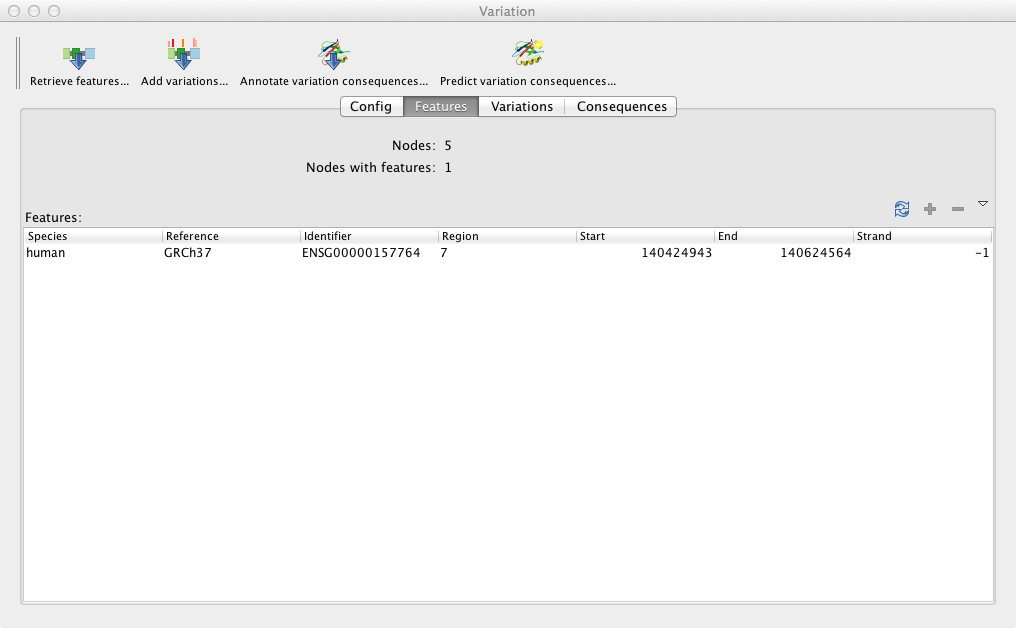 Variation
Retrieve features... Add variations... Annotate variation consequences... Predict variation consequences...
Config Features Variations Consequences
Nodes: 5
Nodes with features: 1
Features:
Species Reference Identifier Region Start End Strand
human GRCh37 ENSG00000157764 7 140424943 140624564 -1